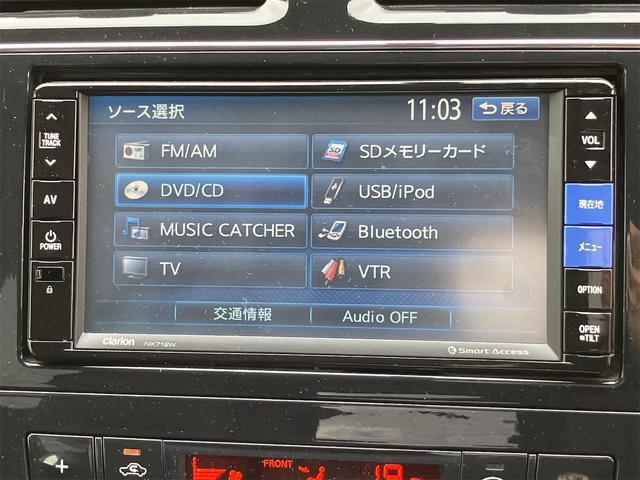 ソース選択
11:03
戻る
FM/AM
SDメモリーカード
DVD/CD
USB/iPod
MUSIC CATCHER
Bluetooth
TV
VTR
交通情報
Audio OFF
TUNE
TRACK
AV
POWER
VOL
現在地
メニュー
OPTION
OPEN
TILT
clarion
NX712W
Smart Access
FRONT
19